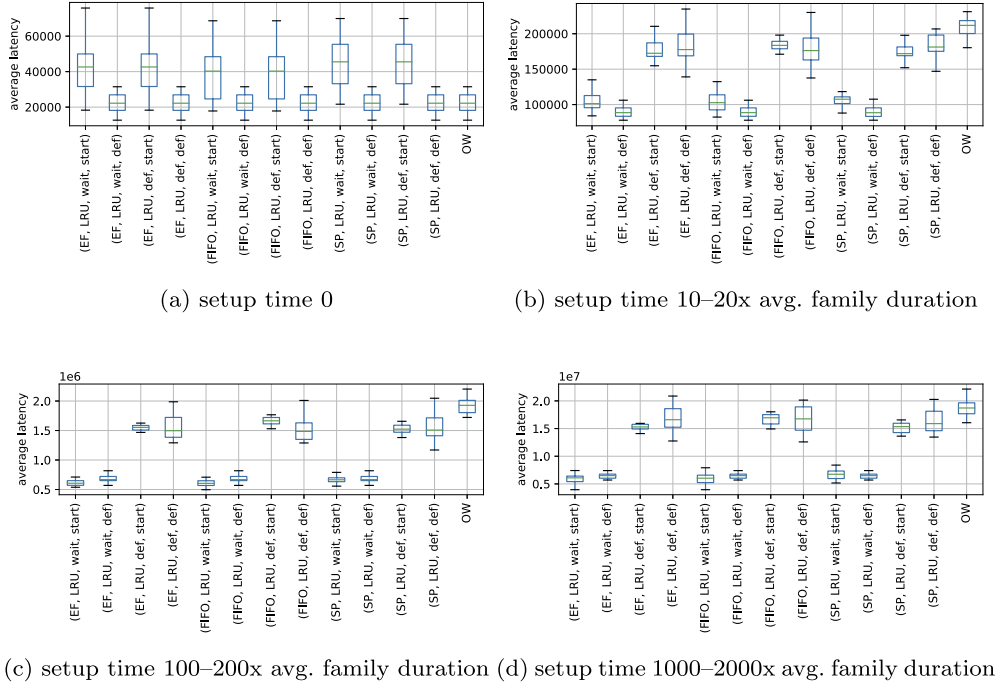 average latency
60000
40000
20000
(EF, LRU, wait, start)
(EF, LRU, wait, def)
(EF, LRU, def, start)
(EF, LRU, def, def)
(FIFO, LRU, wait, start)
(FIFO, LRU, wait, def)
(FIFO, LRU, def, start)
(FIFO, LRU, def, def)
(SP, LRU, wait, start)
(SP, LRU, wait, def)
(SP, LRU, def, start)
(SP, LRU, def, def)
OW
(a) setup time 0
average latency
200000
150000
100000
(EF, LRU, wait, start)
(EF, LRU, wait, def)
(EF, LRU, def, start)
(EF, LRU, def, def)
(FIFO, LRU, wait, start)
(FIFO, LRU, wait, def)
(FIFO, LRU, def, start)
(FIFO, LRU, def, def)
(SP, LRU, wait, start)
(SP, LRU, wait, def)
(SP, LRU, def, start)
(SP, LRU, def, def)
OW
(b) setup time 10–20x avg. family duration
1e6
average latency
2.0
1.5
1.0
0.5
(EF, LRU, wait, start)
(EF, LRU, wait, def)
(EF, LRU, def, start)
(EF, LRU, def, def)
(FIFO, LRU, wait, start)
(FIFO, LRU, wait, def)
(FIFO, LRU, def, start)
(FIFO, LRU, def, def)
(SP, LRU, wait, start)
(SP, LRU, wait, def)
(SP, LRU, def, start)
(SP, LRU, def, def)
OW
(c) setup time 100–200x avg. family duration
1e7
average latency
2.0
1.5
1.0
0.5
(EF, LRU, wait, start)
(EF, LRU, wait, def)
(EF, LRU, def, start)
(EF, LRU, def, def)
(FIFO, LRU, wait, start)
(FIFO, LRU, wait, def)
(FIFO, LRU, def, start)
(FIFO, LRU, def, def)
(SP, LRU, wait, start)
(SP, LRU, wait, def)
(SP, LRU, def, start)
(SP, LRU, def, def)
OW
(d) setup time 1000–2000x avg. family duration